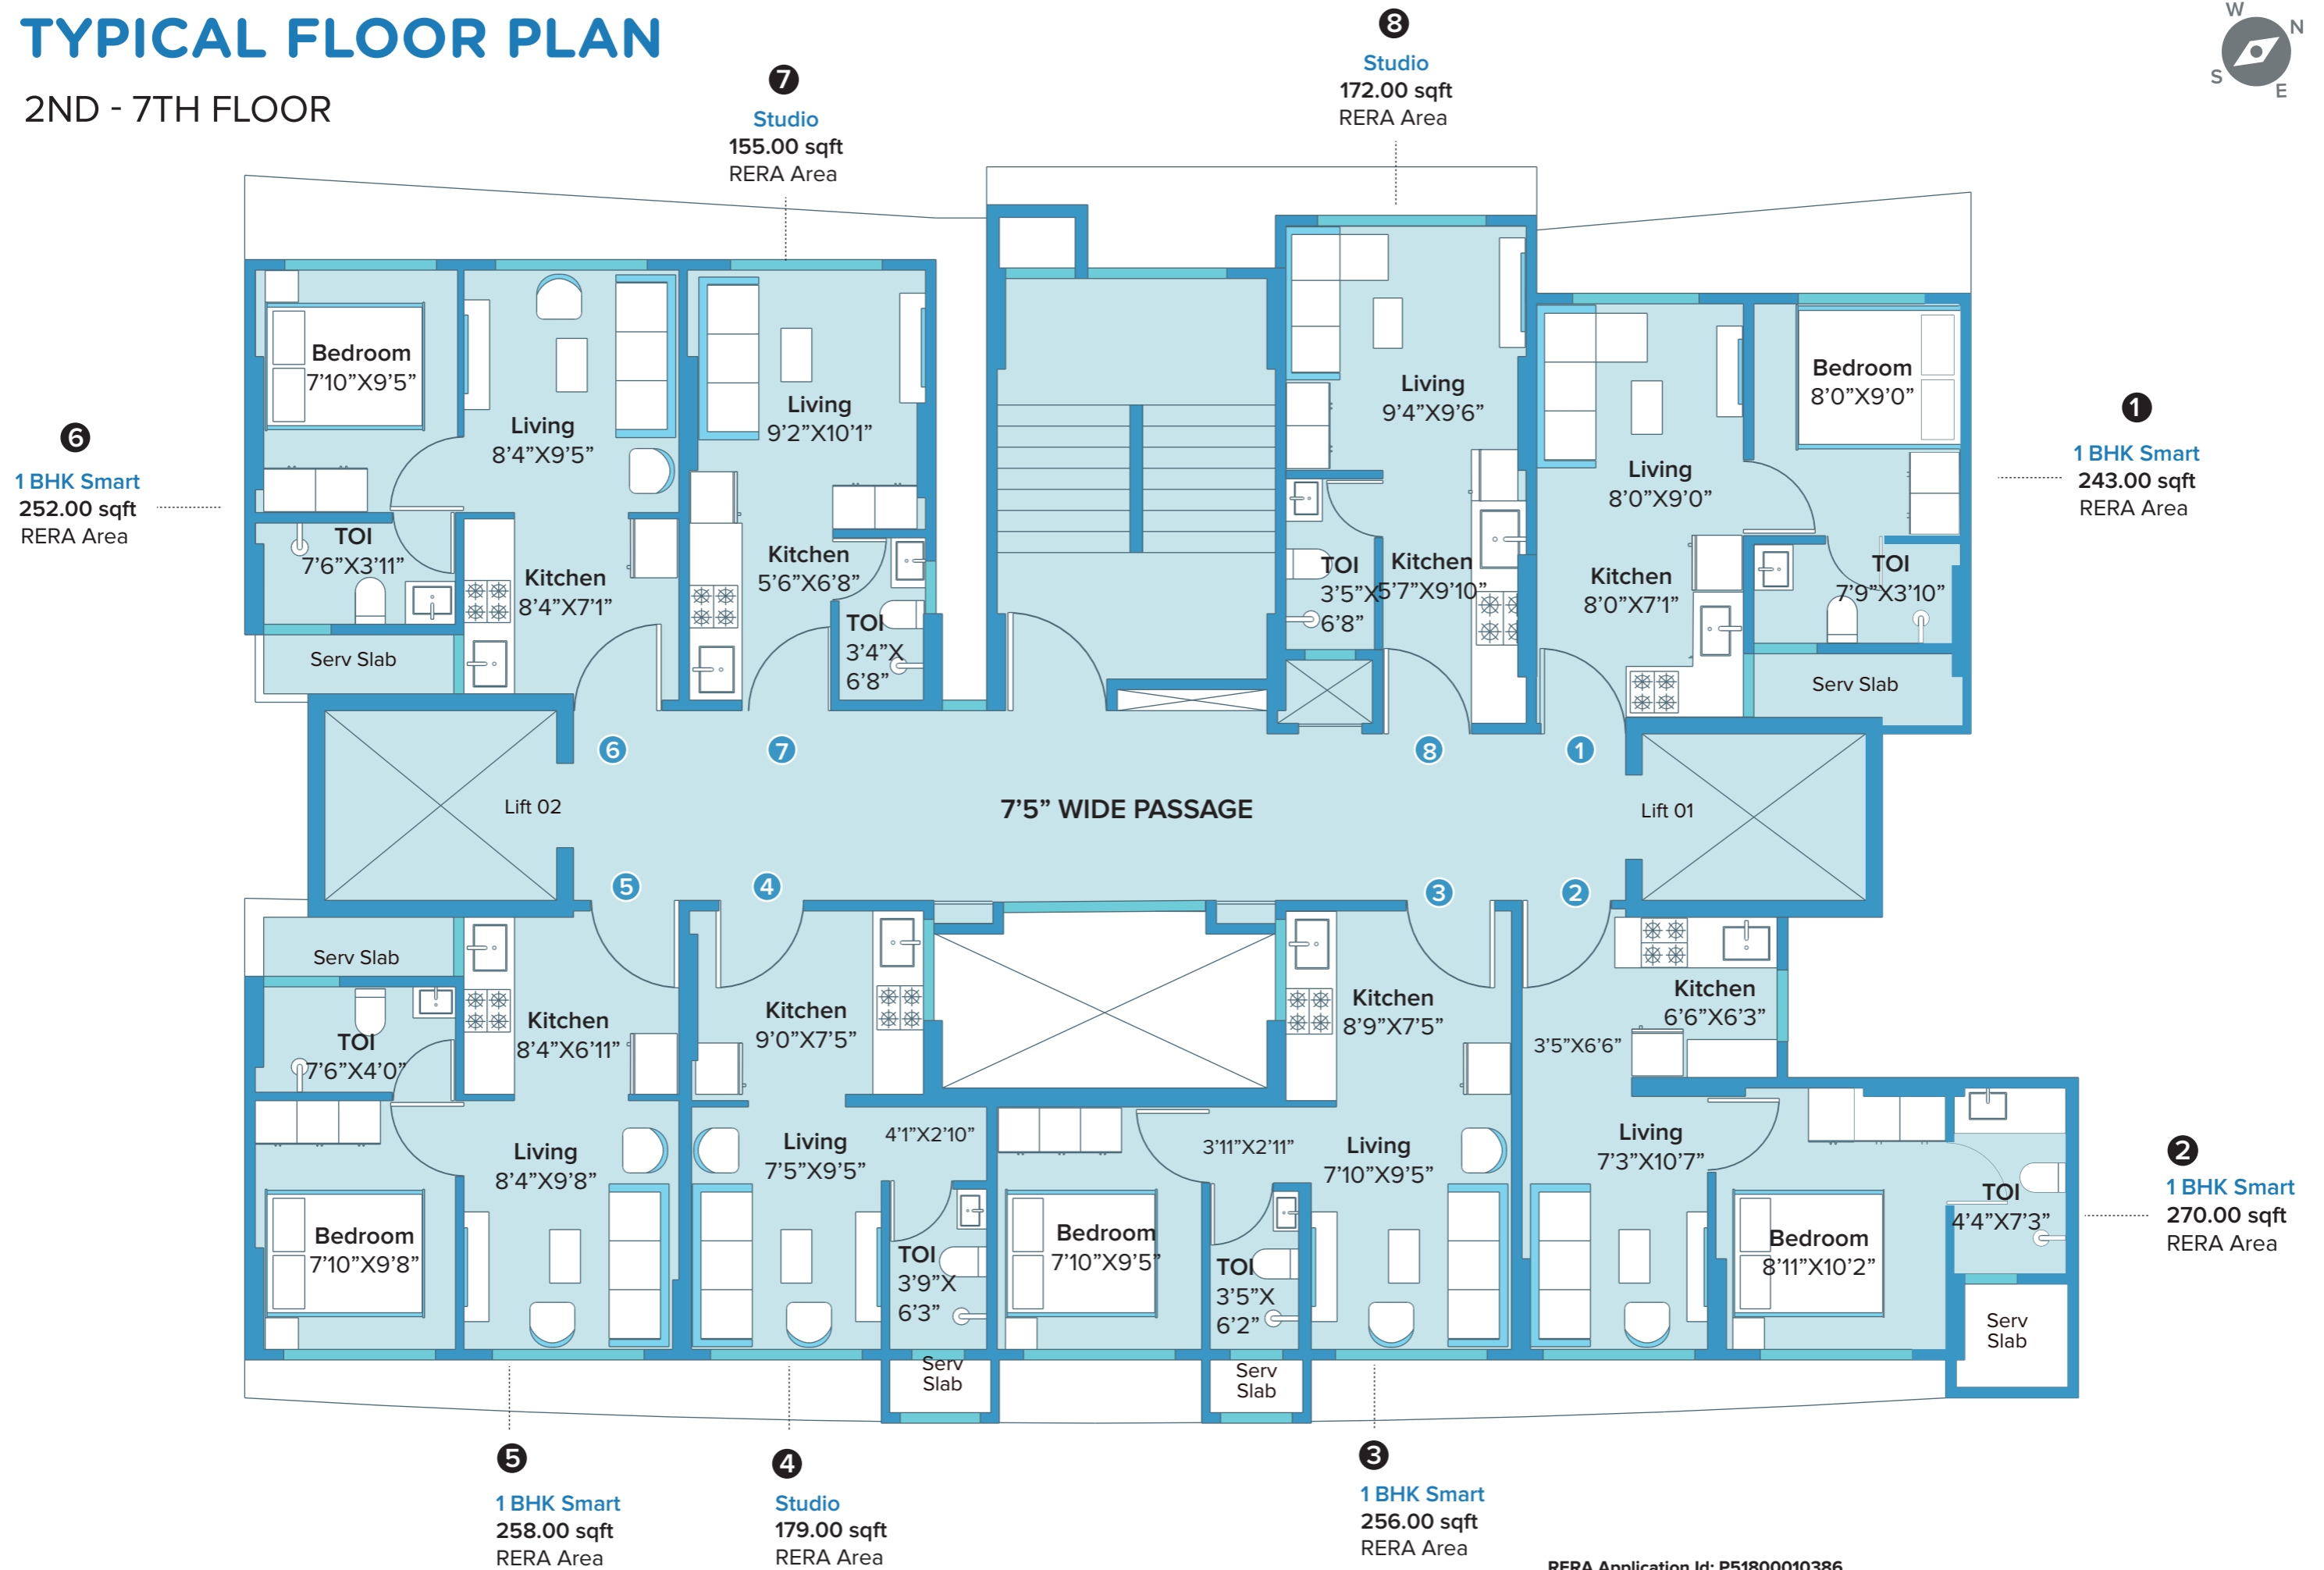 TYPICAL FLOOR PLAN
2ND - 7TH FLOOR
W
N
S
E
7
Studio
155.00 sqft
RERA Area
8
Studio
172.00 sqft
RERA Area
6
1 BHK Smart
252.00 sqft
RERA Area
Bedroom
7’10”X9’5”
Living
8’4”X9’5”
TOI
7’6”X3’11”
Kitchen
8’4”X7’1”
Serv Slab
Living
9’2”X10’1”
Kitchen
5’6”X6’8”
TOI
3’4”X
6’8”
Living
9’4”X9’6”
TOI
3’5”X
6’8”
Kitchen
5’7”X9’10”
Living
8’0”X9’0”
Kitchen
8’0”X7’1”
Bedroom
8’0”X9’0”
TOI
7’9”X3’10”
Serv Slab
1
1 BHK Smart
243.00 sqft
RERA Area
6
7
8
1
Lift 02
7’5” WIDE PASSAGE
Lift 01
5
4
3
2
Serv Slab
TOI
7’6”X4’0”
Kitchen
8’4”X6’11”
Living
8’4”X9’8”
Bedroom
7’10”X9’8”
Kitchen
9’0”X7’5”
Living
7’5”X9’5”
4’1”X2’10”
TOI
3’9”X
6’3”
Serv
Slab
Bedroom
7’10”X9’5”
3’11”X2’11”
TOI
3’5”X
6’2”
Serv
Slab
Kitchen
8’9”X7’5”
Living
7’10”X9’5”
Kitchen
6’6”X6’3”
3’5”X6’6”
Living
7’3”X10’7”
Bedroom
8’11”X10’2”
TOI
4’4”X7’3”
Serv
Slab
2
1 BHK Smart
270.00 sqft
RERA Area
5
1 BHK Smart
258.00 sqft
RERA Area
4
Studio
179.00 sqft
RERA Area
3
1 BHK Smart
256.00 sqft
RERA Area
RERA Application Id: P51800010386